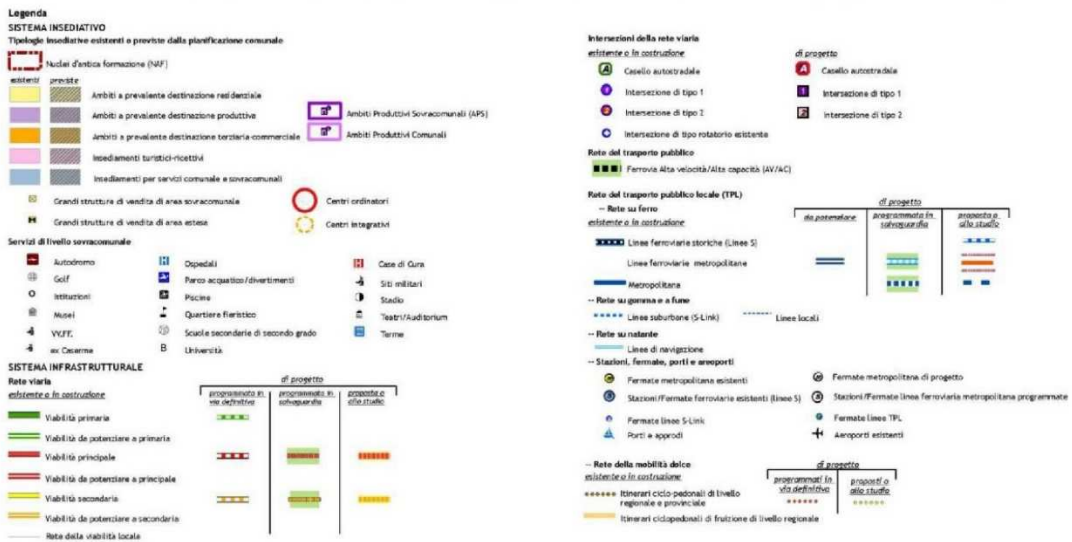 Legenda
SISTEMA INSEDIATIVO
Tipologie insediative esistenti o previste dalla pianificazione comunale
Nuclei d'antica formazione (NAF)
esistenti previste
Ambiti a prevalente destinazione residenziale
Ambiti a prevalente destinazione produttiva
Ambiti a prevalente destinazione terziaria-commerciale
Insediamenti turistici-ricettivi
Insediamenti per servizi comunale e sovracomunali
Ambiti Produttivi Sovracomunali (APS)
Ambiti Produttivi Comunali
Grandi strutture di vendita di area sovracomunale
Grandi strutture di vendita di area estesa
Centri ordinatori
Centri integrativi
Servizi di livello sovracomunale
Autodromo
Golf
Istituzioni
Musei
VV.FF.
ex Caserme
Ospedali
Parco acquatico/divertimenti
Piscine
Quartiere fieristico
Scuole secondarie di secondo grado
B Università
Case di Cura
Siti militari
Stadio
Teatri/Auditorium
Terme
SISTEMA INFRASTRUTTURALE
Rete viaria
esistente o in costruzione
di progetto
programmata in via definitiva
programmata in salvaguardia
proposta o allo studio
Viabilità primaria
Viabilità da potenziare a primaria
Viabilità principale
Viabilità da potenziare a principale
Viabilità secondaria
Viabilità da potenziare a secondaria
Rete della viabilità locale
Intersezioni della rete viaria
esistente o in costruzione
di progetto
A Casello autostradale
A Casello autostradale
1 Intersezione di tipo 1
1 Intersezione di tipo 1
2 Intersezione di tipo 2
2 Intersezione di tipo 2
Intersezione di tipo rotatorio esistente
Rete del trasporto pubblico
Ferrovia Alta velocità/Alta capacità (AV/AC)
Rete del trasporto pubblico locale (TPL)
-- Rete su ferro
esistente o in costruzione
di progetto
da potenziare
programmata in salvaguardia
proposta o allo studio
Linee ferroviarie storiche (Linee S)
Linee ferroviarie metropolitane
Metropolitana
-- Rete su gomma e a fune
Linee suburbane (S-Link)
Linee locali
-- Rete su natante
Linee di navigazione
-- Stazioni, fermate, porti e areoporti
Fermate metropolitana esistenti
Fermate metropolitana di progetto
Stazioni/Fermate ferroviarie esistenti (linee S)
Stazioni/Fermate linea ferroviaria metropolitana programmate
Fermate linee S-Link
Fermate linee TPL
Porti e approdi
Aeroporti esistenti
-- Rete della mobilità dolce
esistente o in costruzione
di progetto
programmati in via definitiva
proposti o allo studio
Itinerari ciclo-pedonali di livello
regionale e provinciale
Itinerari ciclopedonali di fruizione di livello regionale